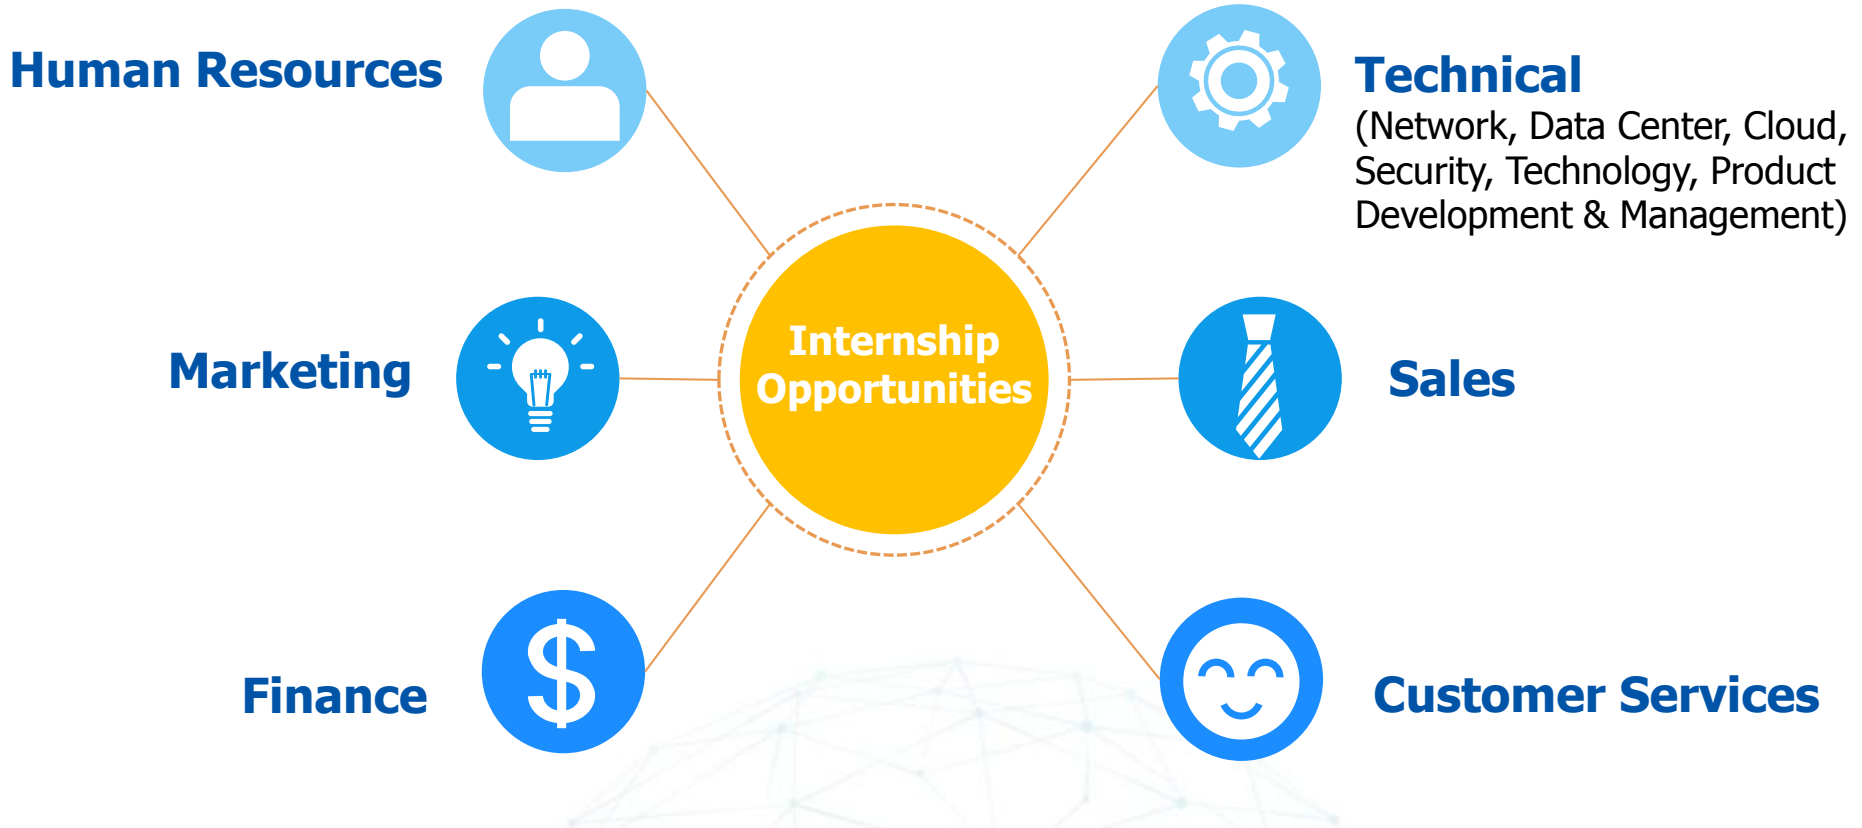 Human Resources
Technical
(Network, Data Center, Cloud,
Security, Technology, Product
Development & Management)
Internship
Opportunities
Marketing
Sales
Finance
Customer Services